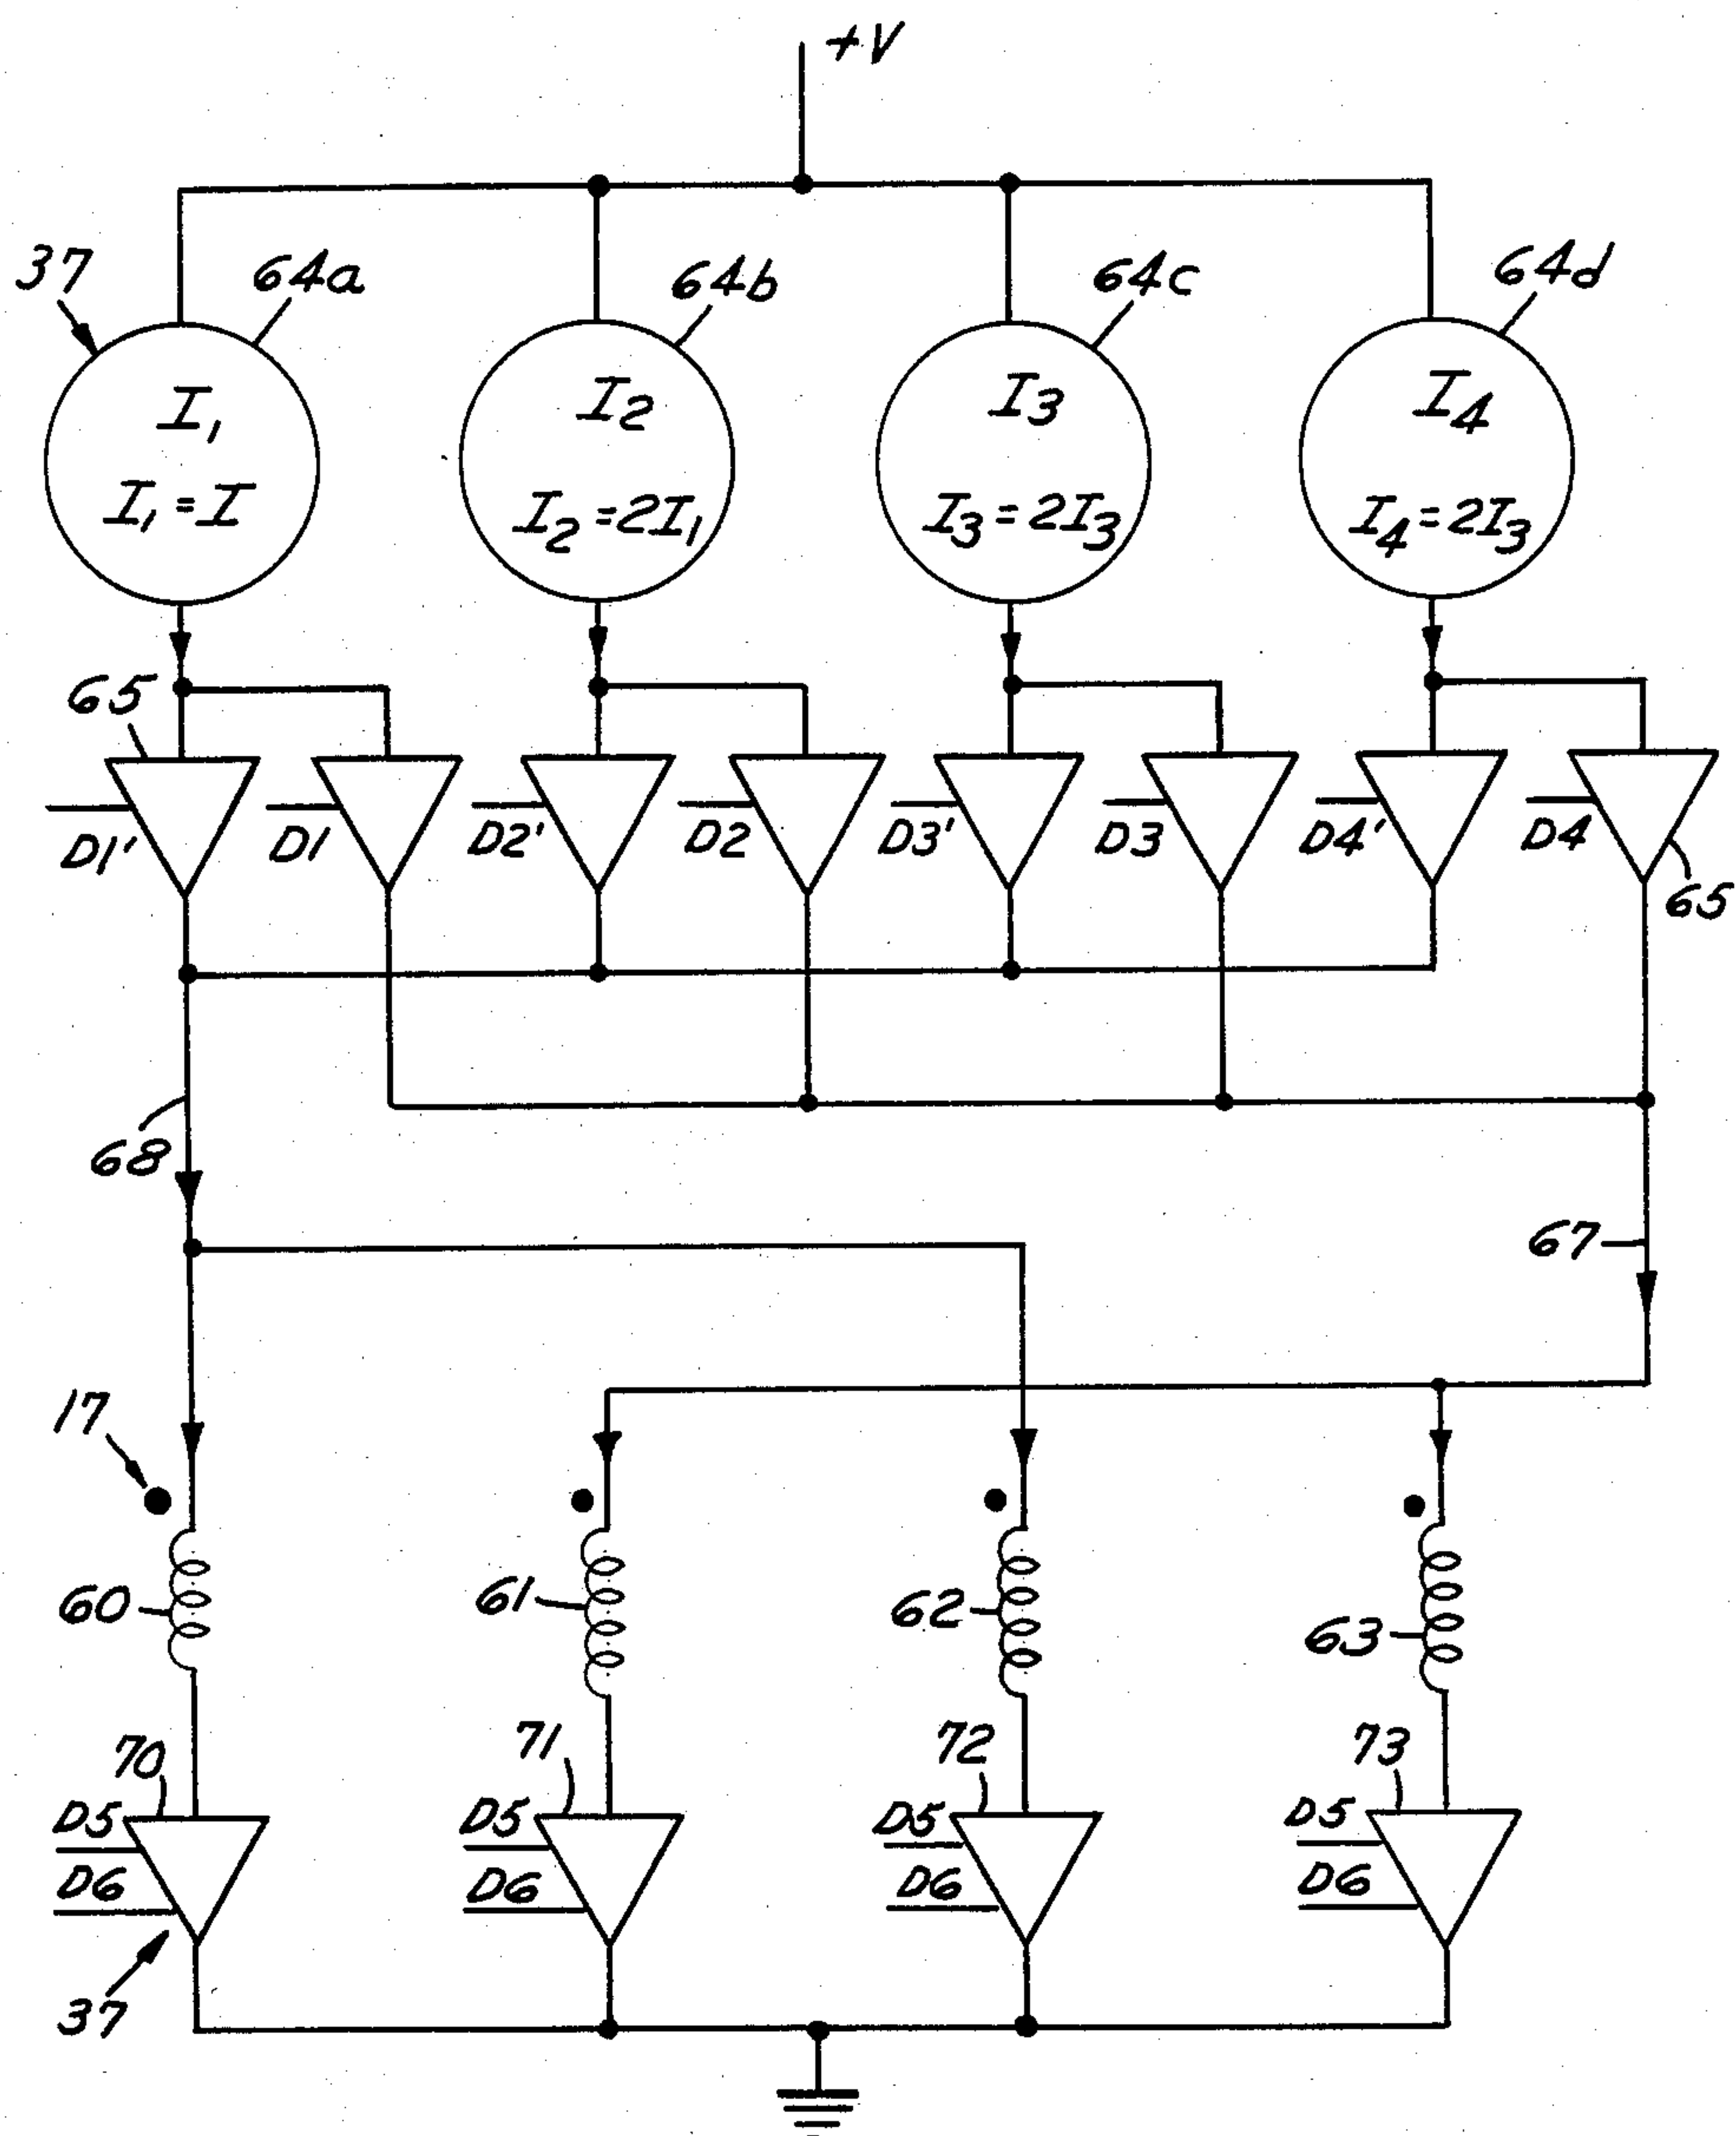 +V
37
64a
64b
64c
64d
I₁
I₁=I
I₂
I₂=2I₁
I₃
I₃=2I₃
I₄
I₄=2I₃
65
D1'
D1
D2'
D2
D3'
D3
D4'
D4
65
68
67
17
60
61
62
63
70
71
72
73
D5
D6
D5
D6
D5
D6
D5
D6
37